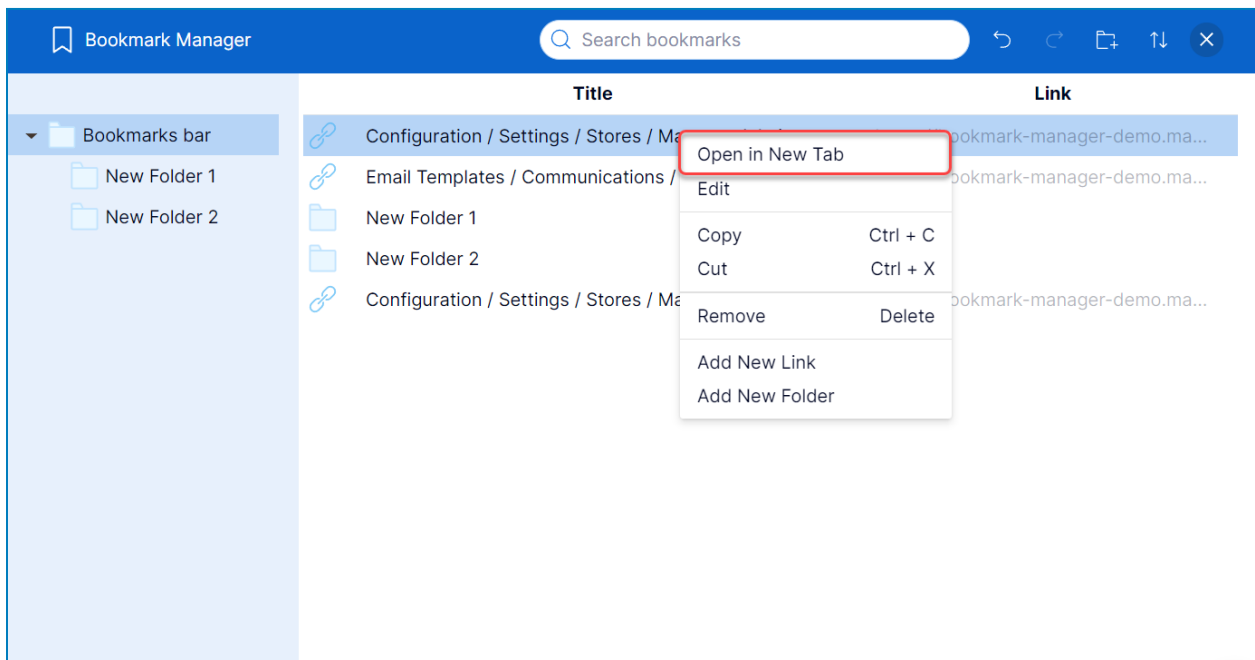 Bookmark Manager
Search bookmarks
Title Link
Bookmarks bar
New Folder 1
New Folder 2
Configuration / Settings / Stores / Ma
ookmark-manager-demo.ma...
Email Templates / Communications /
ookmark-manager-demo.ma...
New Folder 1
New Folder 2
Configuration / Settings / Stores / Ma
ookmark-manager-demo.ma...
Open in New Tab
Edit
Copy Ctrl + C
Cut Ctrl + X
Remove Delete
Add New Link
Add New Folder